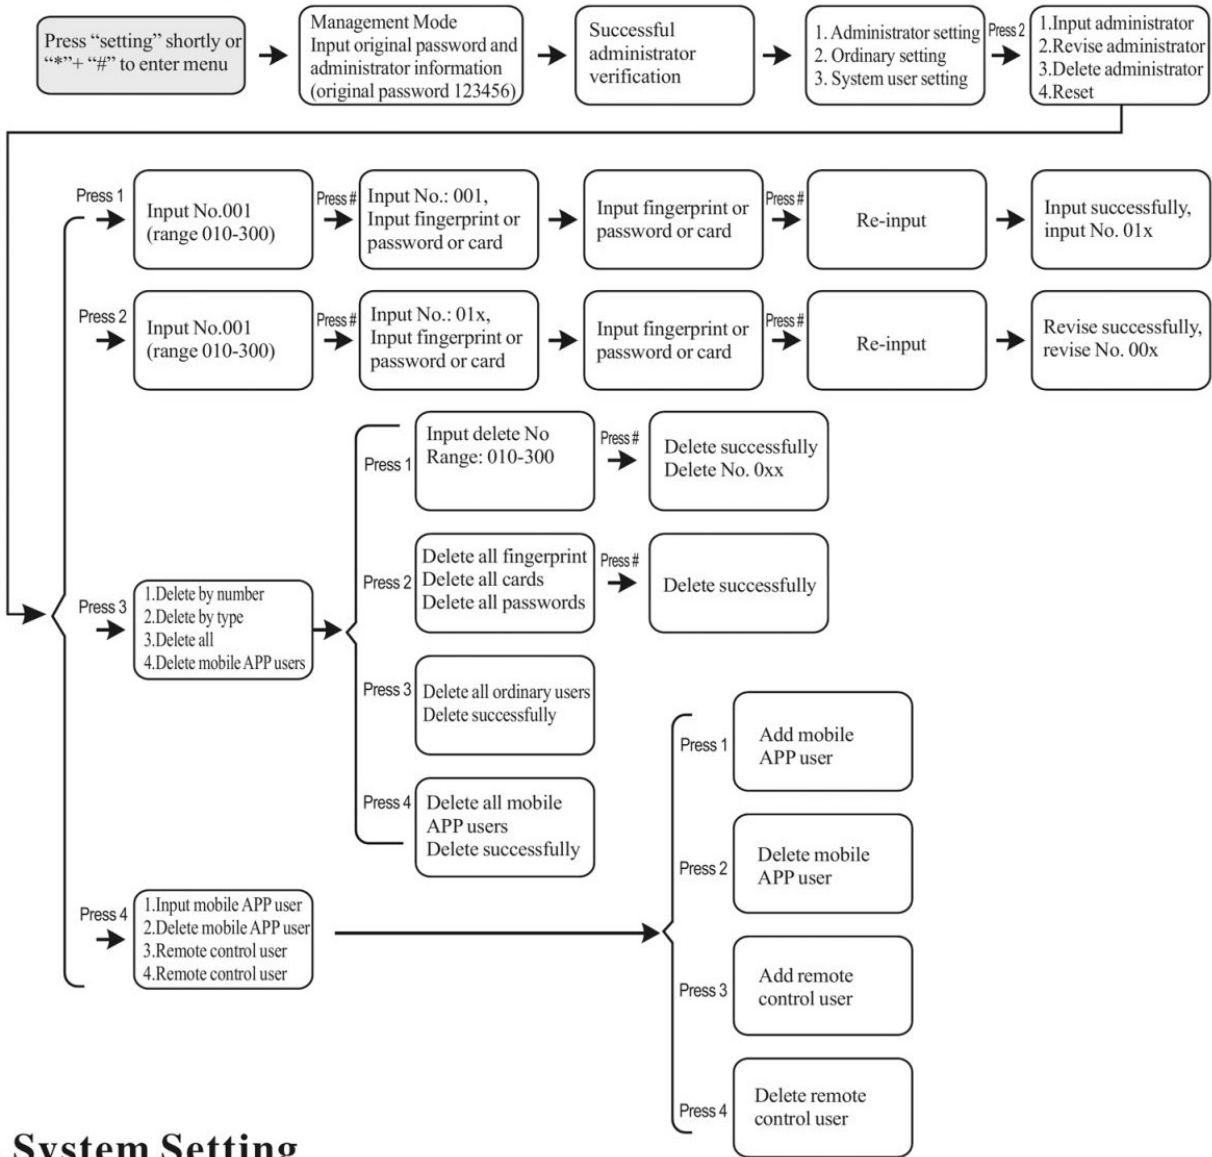 Press “setting” shortly or
“*”+ “#” to enter menu
Management Mode
Input original password and
administrator information
(original password 123456)
Successful
administrator
verification
1. Administrator setting
2. Ordinary setting
3. System user setting
Press 2
1.Input administrator
2.Revise administrator
3.Delete administrator
4.Reset
Press 1
Input No.001
(range 010-300)
Press #
Input No.: 001,
Input fingerprint or
password or card
Input fingerprint or
password or card
Press #
Re-input
Input successfully,
input No. 01x
Press 2
Input No.001
(range 010-300)
Press #
Input No.: 01x,
Input fingerprint or
password or card
Input fingerprint or
password or card
Press #
Re-input
Revise successfully,
revise No. 00x
Press 3
1.Delete by number
2.Delete by type
3.Delete all
4.Delete mobile APP users
Press 1
Input delete No
Range: 010-300
Press #
Delete successfully
Delete No. 0xx
Press 2
Delete all fingerprint
Delete all cards
Delete all passwords
Press #
Delete successfully
Press 3
Delete all ordinary users
Delete successfully
Press 4
Delete all mobile
APP users
Delete successfully
Press 4
1.Input mobile APP user
2.Delete mobile APP user
3.Remote control user
4.Remote control user
Press 1
Add mobile
APP user
Press 2
Delete mobile
APP user
Press 3
Add remote
control user
Press 4
Delete remote
control user
System Setting